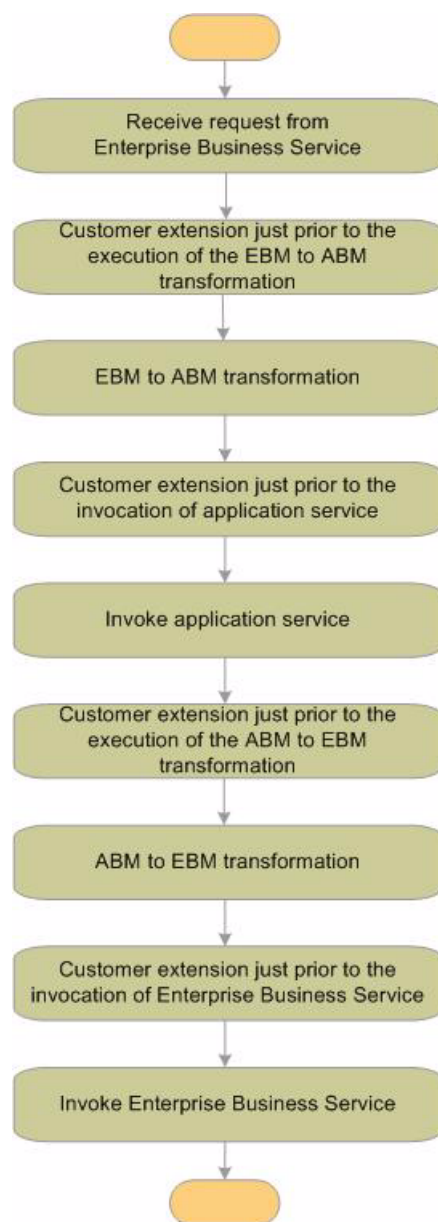 Receive request from
Enterprise Business Service
Customer extension just prior to the
execution of the EBM to ABM
transformation
EBM to ABM transformation
Customer extension just prior to the
invocation of application service
Invoke application service
Customer extension just prior to the
execution of the ABM to EBM
transformation
ABM to EBM transformation
Customer extension just prior to the
invocation of Enterprise Business Service
Invoke Enterprise Business Service